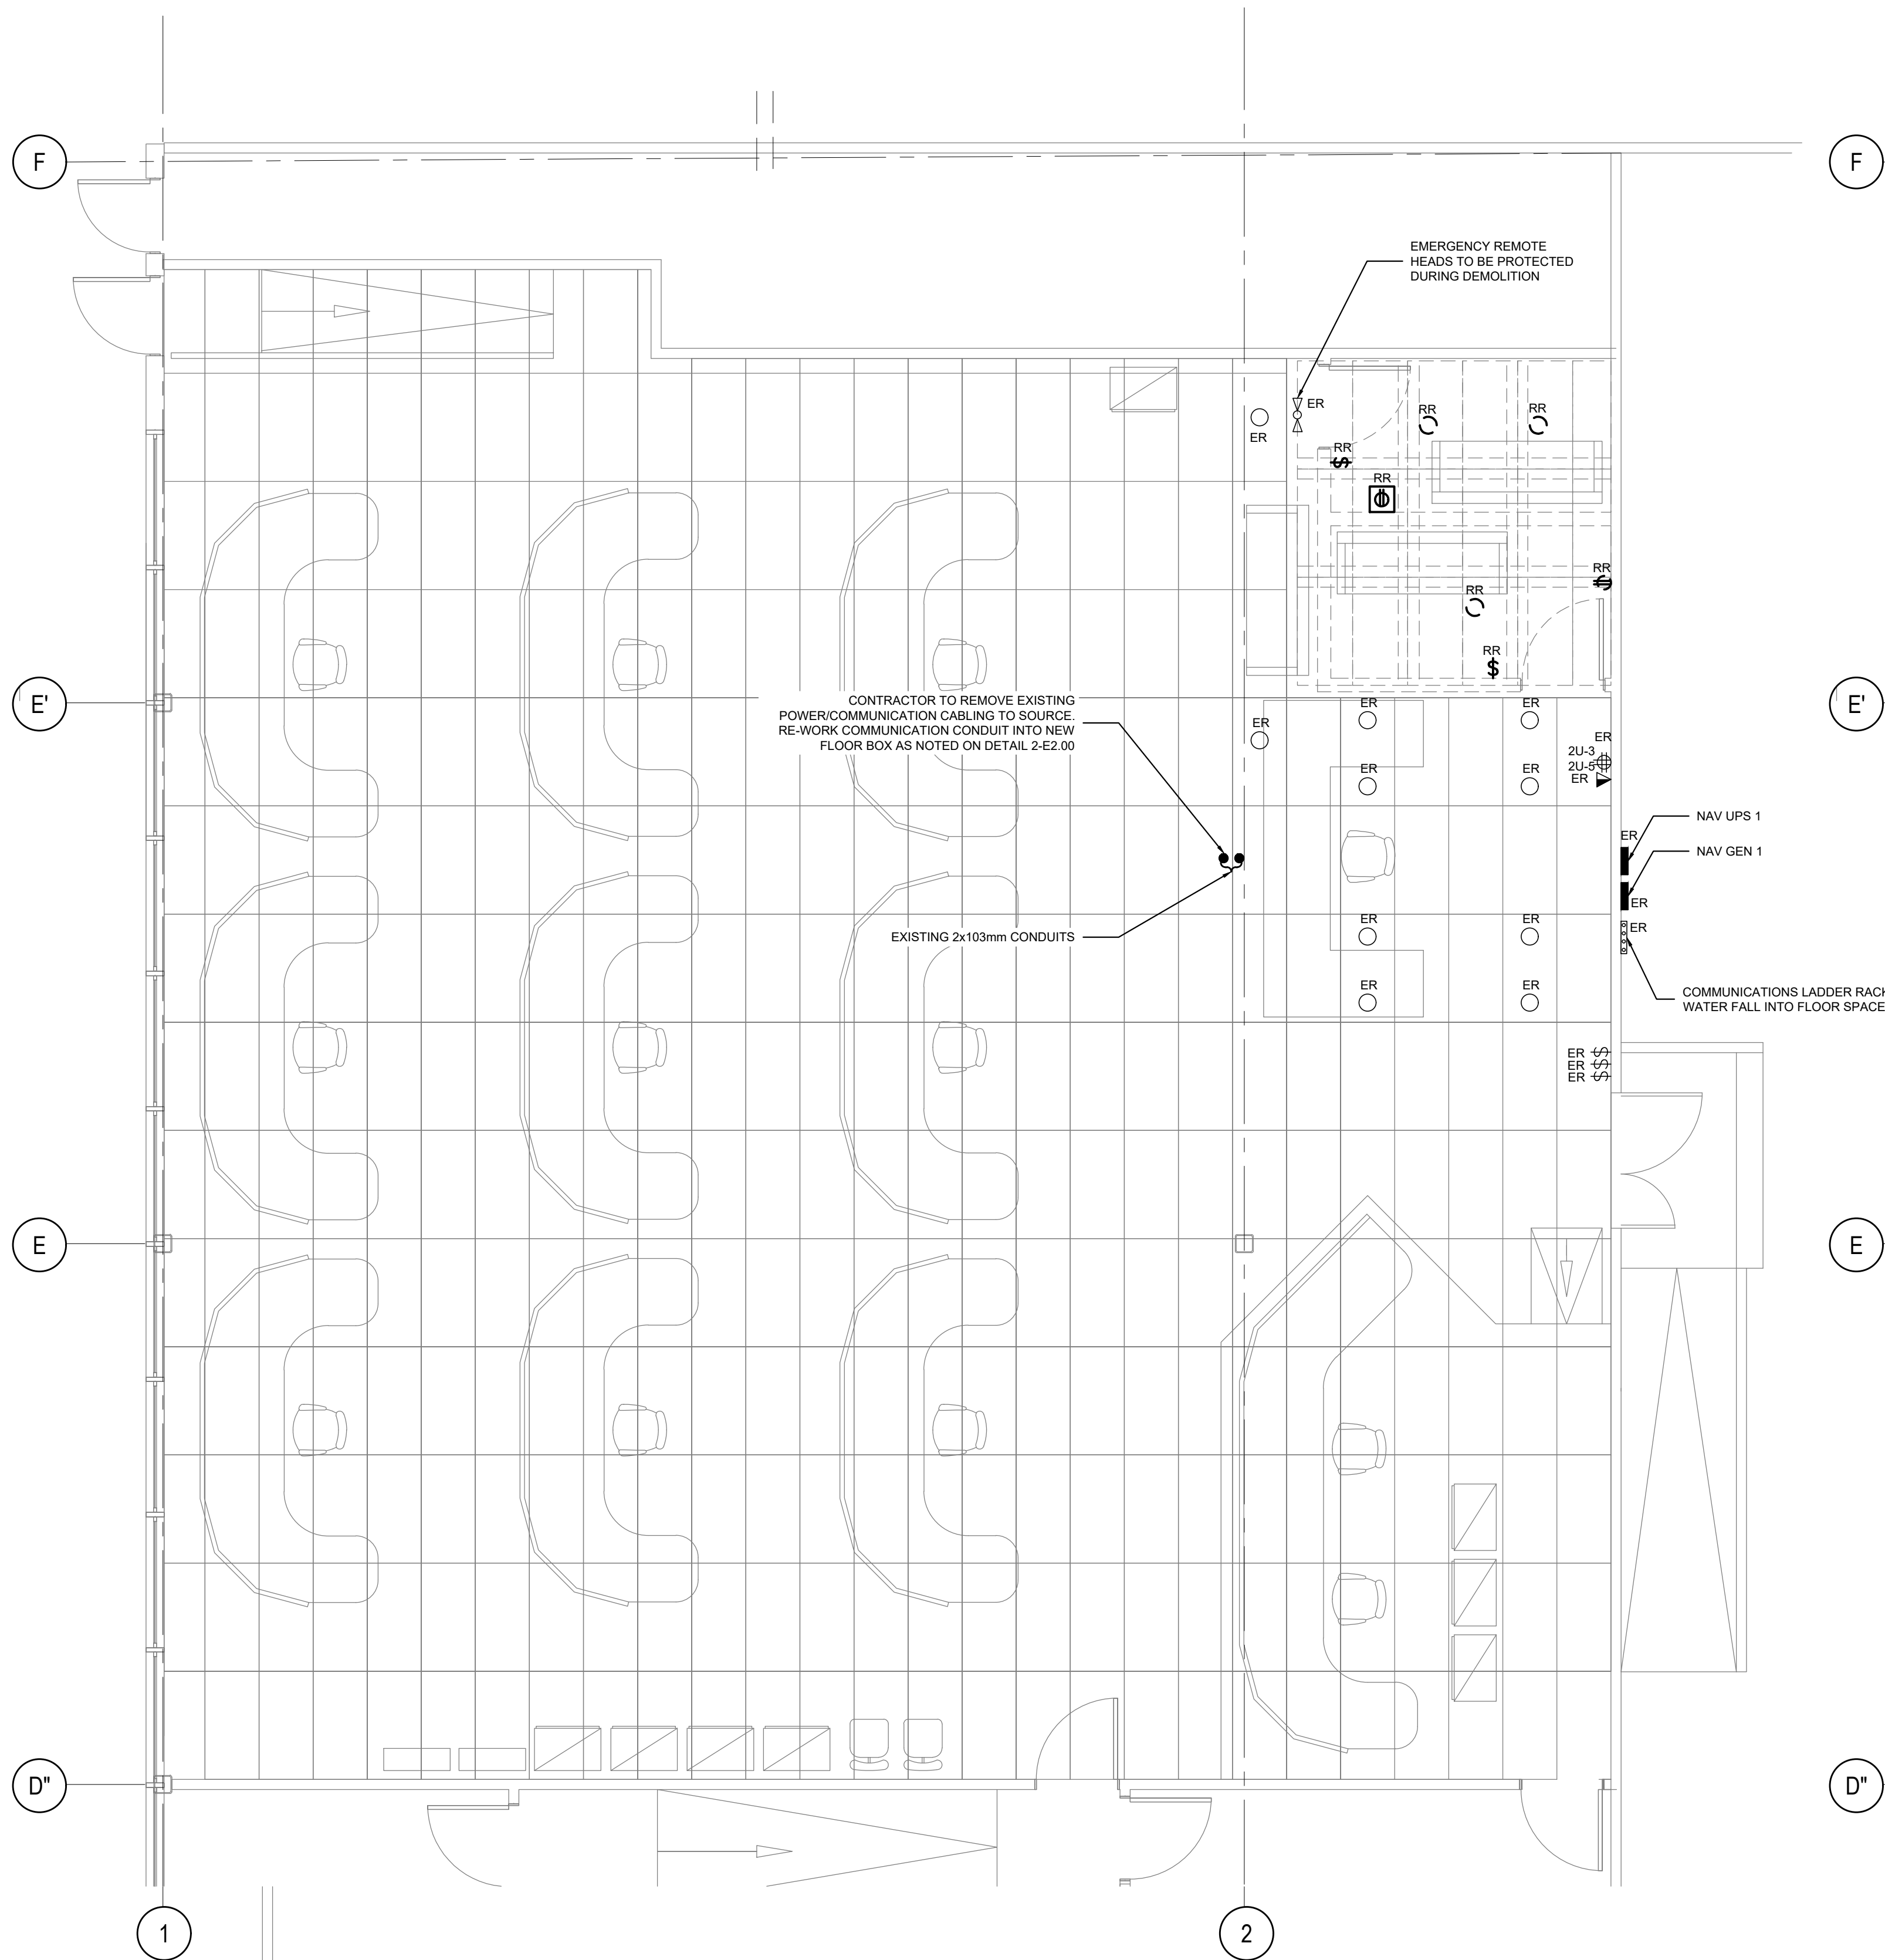 F
F
EMERGENCY REMOTE
HEADS TO BE PROTECTED
DURING DEMOLITION
ER
ER
RR
RR
RR
RR
RR
RR
RR
E'
E'
CONTRACTOR TO REMOVE EXISTING
POWER/COMMUNICATION CABLING TO SOURCE.
RE-WORK COMMUNICATION CONDUIT INTO NEW
FLOOR BOX AS NOTED ON DETAIL 2-E2.00
ER
ER
ER
ER
2U-3
2U-5
ER
ER
ER
NAV UPS 1
ER
NAV GEN 1
ER
ER
ER
ER
EXISTING 2x103mm CONDUITS
ER
ER
COMMUNICATIONS LADDER RACK
WATER FALL INTO FLOOR SPACE
ER
ER
ER
E
E
D"
D"
1
2